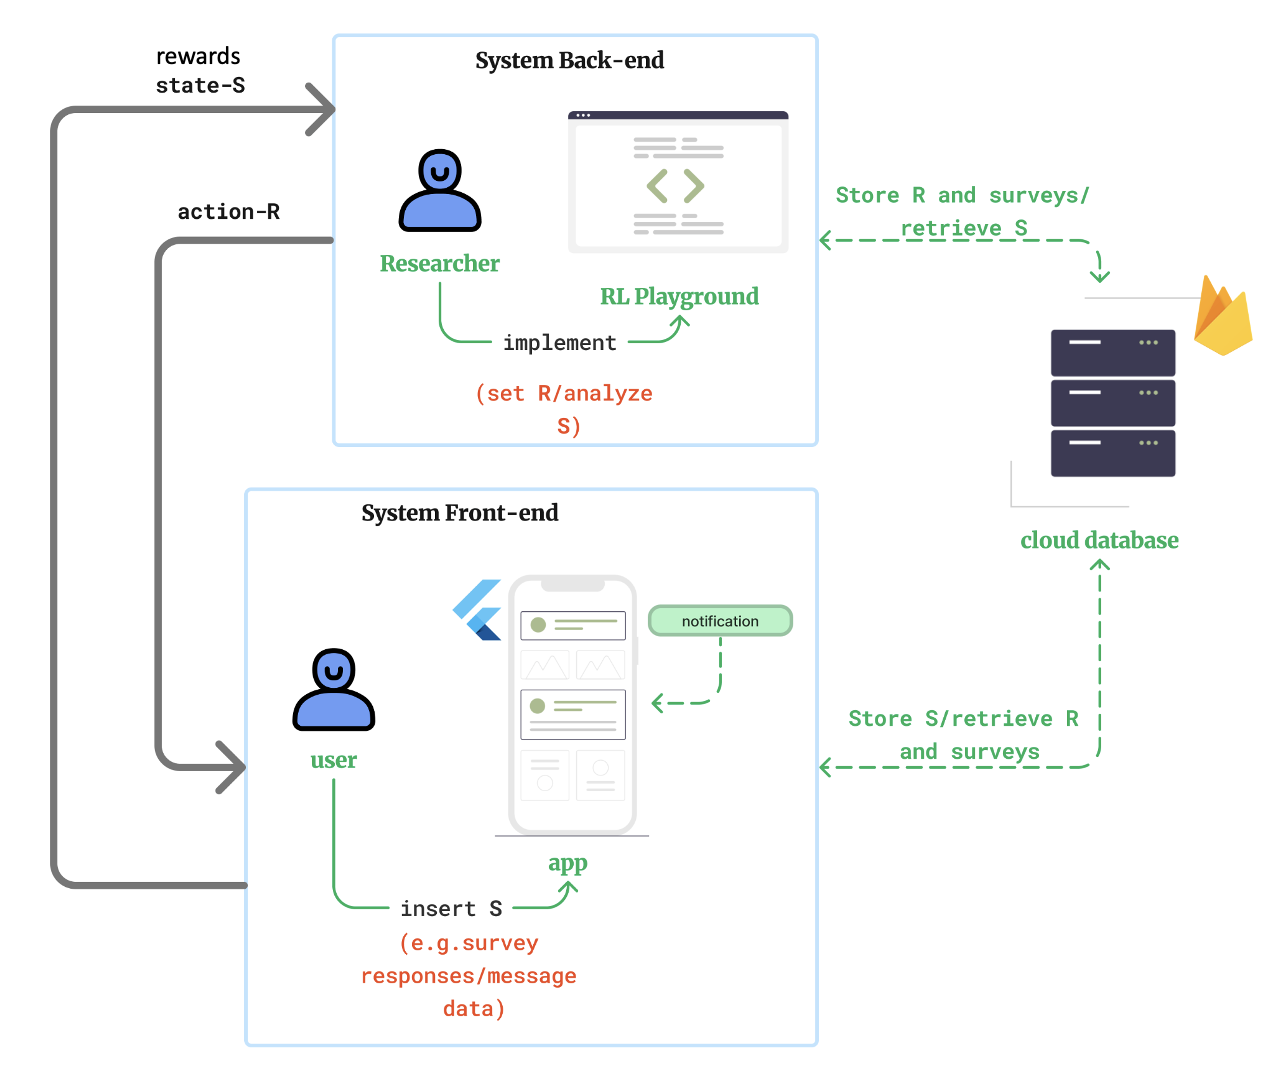 rewards
state-S
System Back-end
action-R
Researcher
RL Playground
implement
(set R/analyze
S)
Store R and surveys/
retrieve S
cloud database
System Front-end
notification
user
app
insert S
(e.g.survey
responses/message
data)
Store S/retrieve R
and surveys